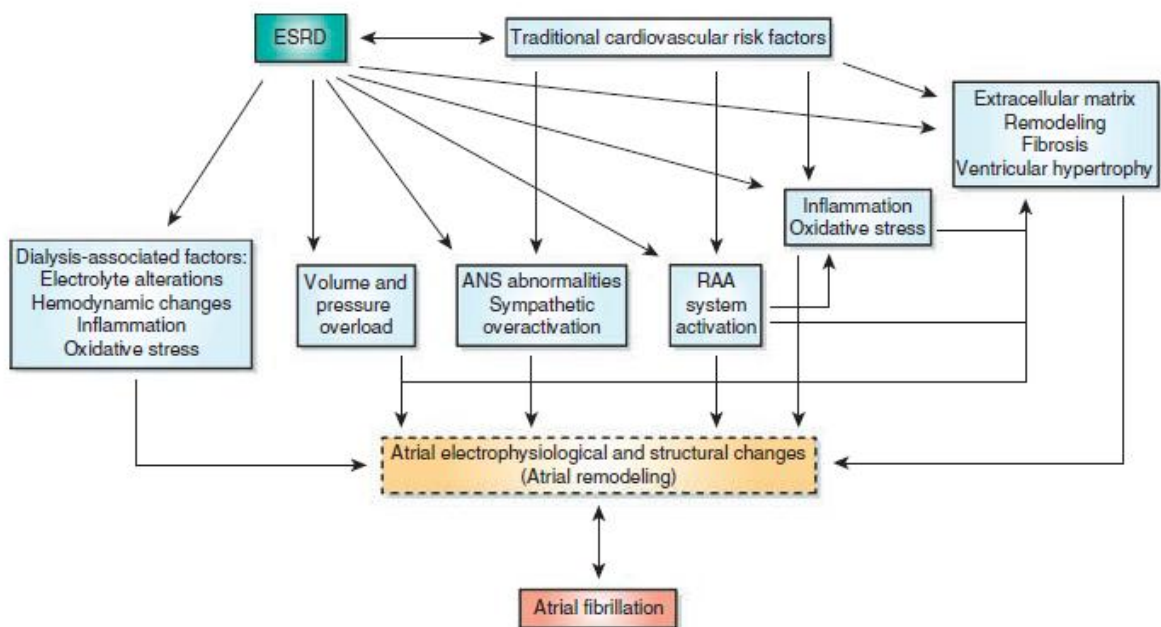 ESRD
Traditional cardiovascular risk factors
Extracellular matrix
Remodeling
Fibrosis
Ventricular hypertrophy
Inflammation
Oxidative stress
Dialysis-associated factors:
Electrolyte alterations
Hemodynamic changes
Inflammation
Oxidative stress
Volume and
pressure
overload
ANS abnormalities
Sympathetic
overactivation
RAA
system
activation
Atrial electrophysiological and structural changes
(Atrial remodeling)
Atrial fibrillation